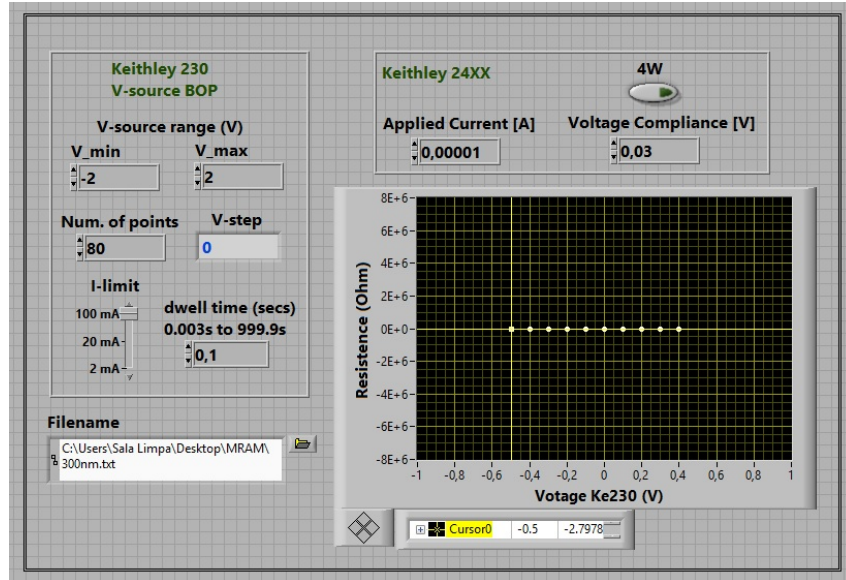 Keithley 230
V-source BOP
V-source range (V)
V_min
V_max
-2
2
Num. of points
V-step
80
0
I-limit
100 mA
20 mA
2 mA
dwell time (secs)
0.003s to 999.9s
0,1
Filename
C:\Users\Sala Limpa\Desktop\MRAM\
300nm.txt
Keithley 24XX
4W
Applied Current [A]
Voltage Compliance [V]
0,00001
0,03
Resistence (Ohm)
8E+6
6E+6
4E+6
2E+6
0E+0
-2E+6
-4E+6
-6E+6
-8E+6
-1 -0,8 -0,6 -0,4 -0,2 0 0,2 0,4 0,6 0,8 1
Votage Ke230 (V)
Cursor0 -0.5 -2.7978